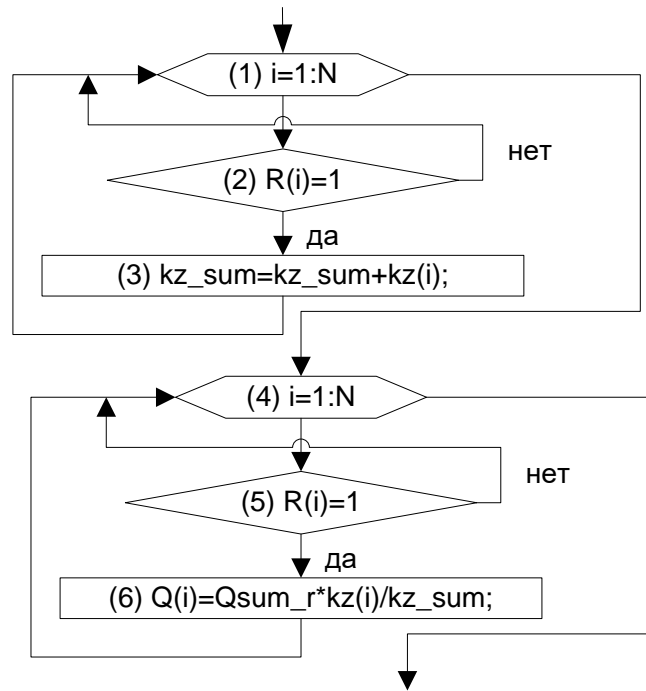 (1) i=1:N
нет
(2) R(i)=1
да
(3) kz_sum=kz_sum+kz(i);
(4) i=1:N
нет
(5) R(i)=1
да
(6) Q(i)=Qsum_r*kz(i)/kz_sum;